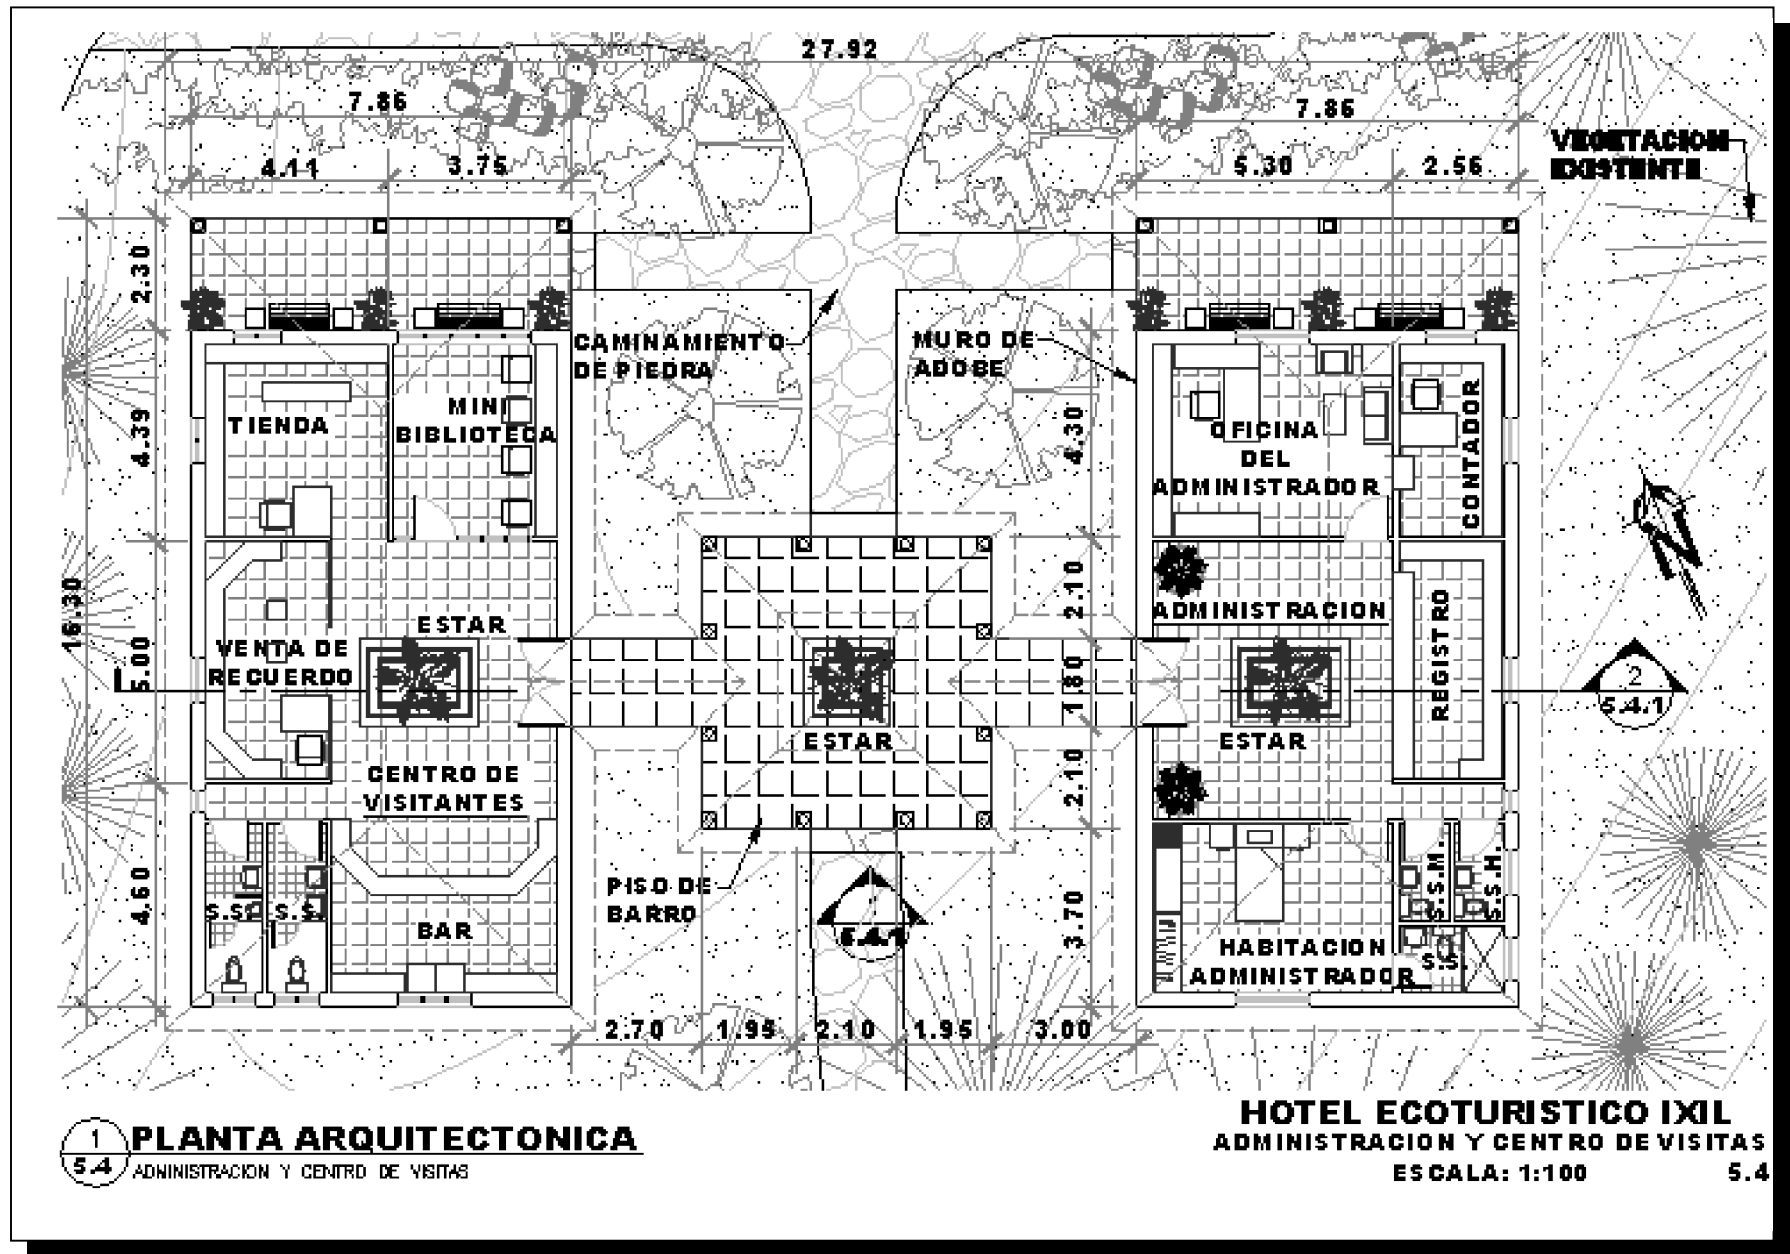 27.92
7.86
7.86
4.11
3.75
5.30
2.56
VEGETACION
EXISTENTE
2.30
4.39
16.30
5.00
4.60
CAMINAMIENTO
DE PIEDRA
MURO DE
ADOBE
TIENDA
MINI
BIBLIOTECA
4.30
OFICINA
DEL
ADMINISTRADOR
CONTADOR
ESTAR
VENTA DE
RECUERDO
2.10
1.80
2.10
3.70
ADMINISTRACION
REGISTRO
2
5.4.1
ESTAR
ESTAR
CENTRO DE
VISITANTES
PISO DE
BARRO
1
5.4.1
S.S.
S.S.
BAR
HABITACION
ADMINISTRADOR
S.S.M.
S.S.H
S.S.
2.70
1.95
2.10
1.95
3.00
1
5.4
PLANTA ARQUITECTONICA
ADMINISTRACION Y CENTRO DE VISITAS
HOTEL ECOTURISTICO IXIL
ADMINISTRACION Y CENTRO DE VISITAS
ESCALA: 1:100
5.4